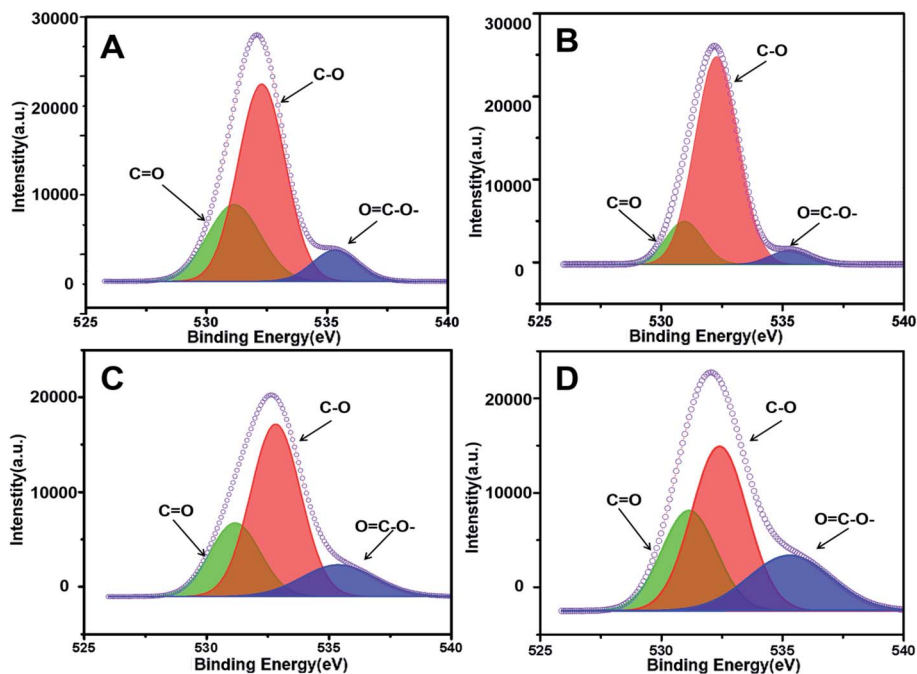 A
30000
20000
10000
0
Intenstity(a.u.)
C=O
C-O
O=C-O-
525
530
535
540
Binding Energy(eV)
B
30000
20000
10000
0
Intenstity(a.u.)
C=O
C-O
O=C-O-
525
530
535
540
Binding Energy(eV)
C
20000
10000
0
Intenstity(a.u.)
C=O
C-O
O=C-O-
525
530
535
540
Binding Energy(eV)
D
20000
10000
0
Intenstity(a.u.)
C=O
C-O
O=C-O-
525
530
535
540
Binding Energy(eV)